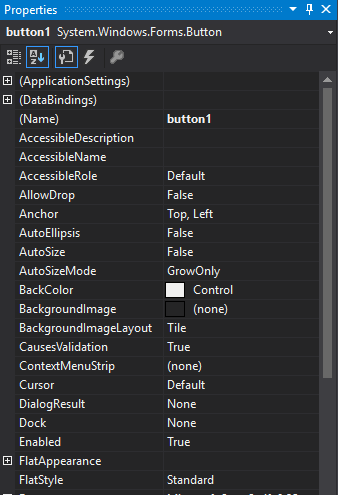 Properties
button1 System.Windows.Forms.Button
(ApplicationSettings)
(DataBindings)
(Name) button1
AccessibleDescription
AccessibleName
AccessibleRole Default
AllowDrop False
Anchor Top, Left
AutoEllipsis False
AutoSize False
AutoSizeMode GrowOnly
BackColor Control
BackgroundImage (none)
BackgroundImageLayout Tile
CausesValidation True
ContextMenuStrip (none)
Cursor Default
DialogResult None
Dock None
Enabled True
FlatAppearance
FlatStyle Standard